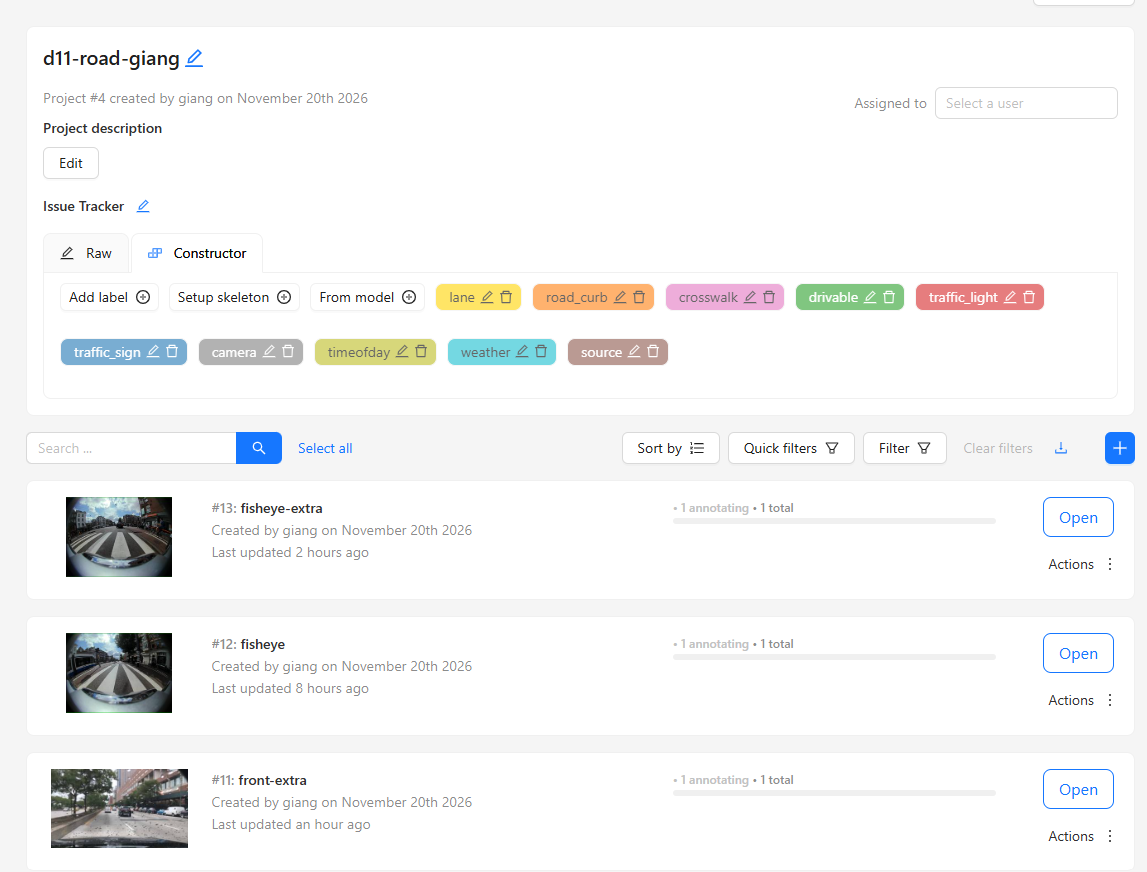 d11-road-giang
Project #4 created by giang on November 20th 2026
Assigned to Select a user
Project description
Edit
Issue Tracker
Raw Constructor
Add label Setup skeleton From model lane road_curb crosswalk drivable traffic_light
traffic_sign camera timeofday weather source
Search ... Select all Sort by Quick filters Filter Clear filters
#13: fisheye-extra • 1 annotating • 1 total
Created by giang on November 20th 2026 Open
Last updated 2 hours ago
Actions
#12: fisheye • 1 annotating • 1 total
Created by giang on November 20th 2026 Open
Last updated 8 hours ago
Actions
#11: front-extra • 1 annotating • 1 total
Created by giang on November 20th 2026 Open
Last updated an hour ago
Actions